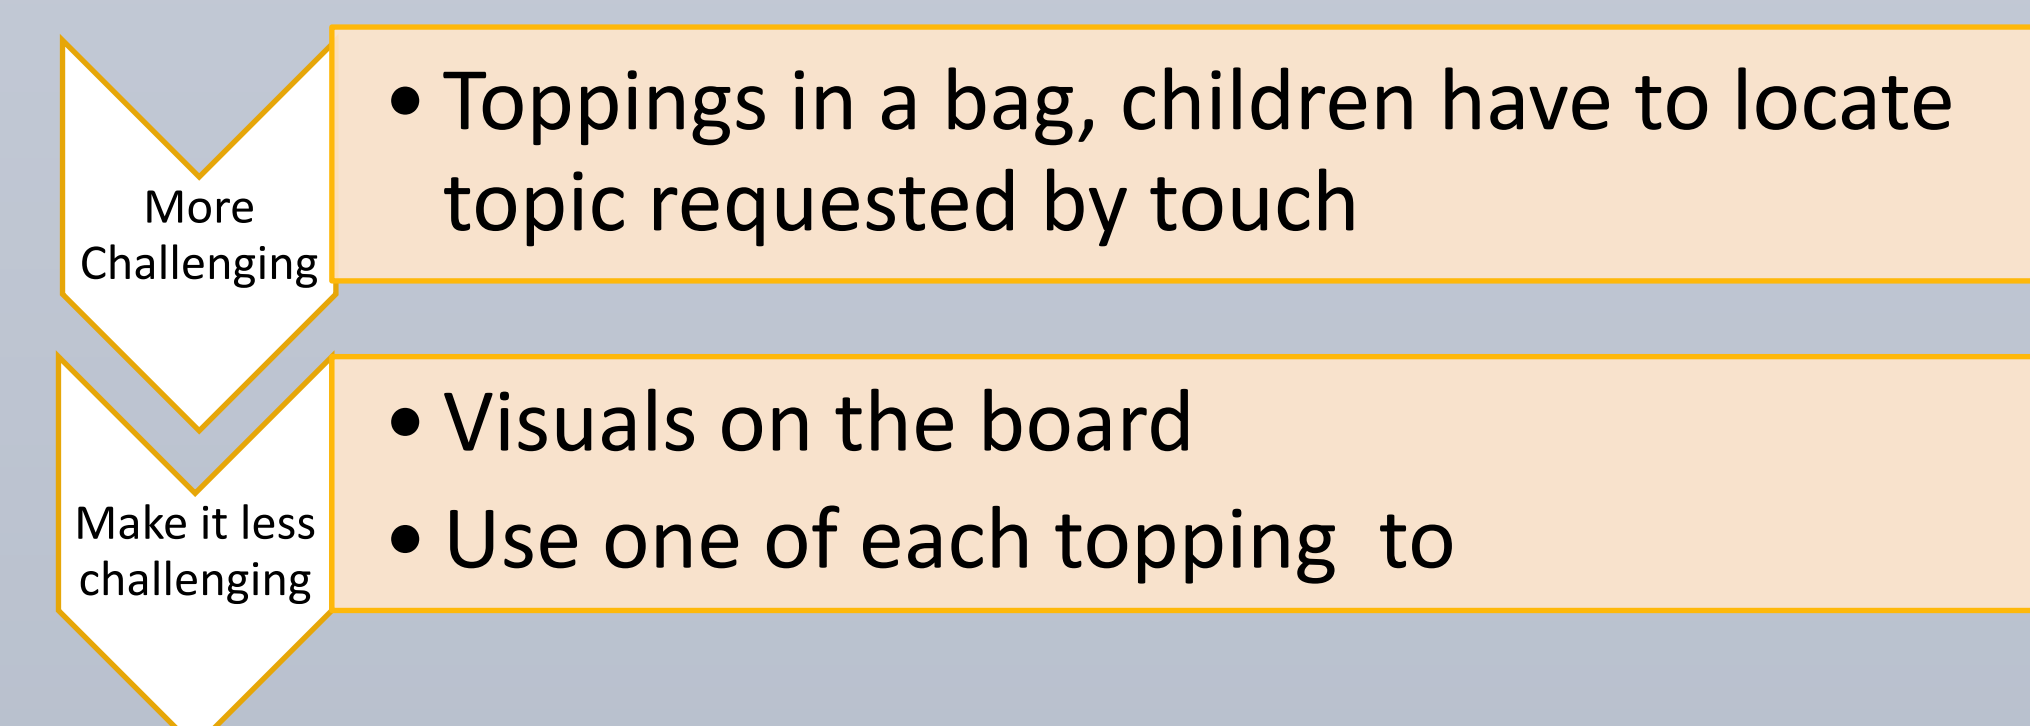 More
Challenging
• Toppings in a bag, children have to locate
topic requested by touch
Make it less
challenging
• Visuals on the board
• Use one of each topping  to